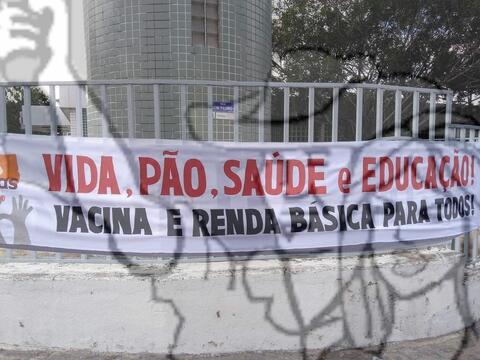 VIDA, PÃO, SAÚDE e EDUCAÇÃO!
VACINA E RENDA BÁSICA PARA TODOS!